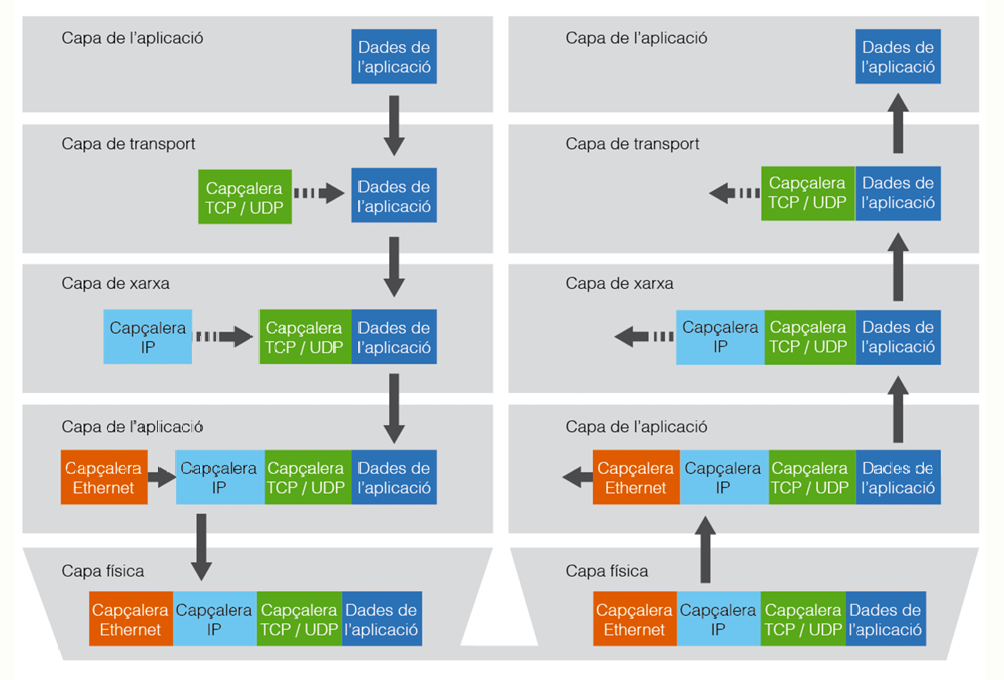 Capa de l'aplicació
Dades de
l'aplicació
Capa de transport
Capçalera
TCP / UDP
Dades de
l'aplicació
Capa de xarxa
Capçalera
IP
Capçalera
TCP / UDP
Dades de
l'aplicació
Capa de l'aplicació
Capçalera
Ethernet
Capçalera
IP
Capçalera
TCP / UDP
Dades de
l'aplicació
Capa física
Capçalera
Ethernet
Capçalera
IP
Capçalera
TCP / UDP
Dades de
l'aplicació
Capa de l'aplicació
Dades de
l'aplicació
Capa de transport
Capçalera
TCP / UDP
Dades de
l'aplicació
Capa de xarxa
Capçalera
IP
Capçalera
TCP / UDP
Dades de
l'aplicació
Capa de l'aplicació
Capçalera
Ethernet
Capçalera
IP
Capçalera
TCP / UDP
Dades de
l'aplicació
Capa física
Capçalera
Ethernet
Capçalera
IP
Capçalera
TCP / UDP
Dades de
l'aplicació